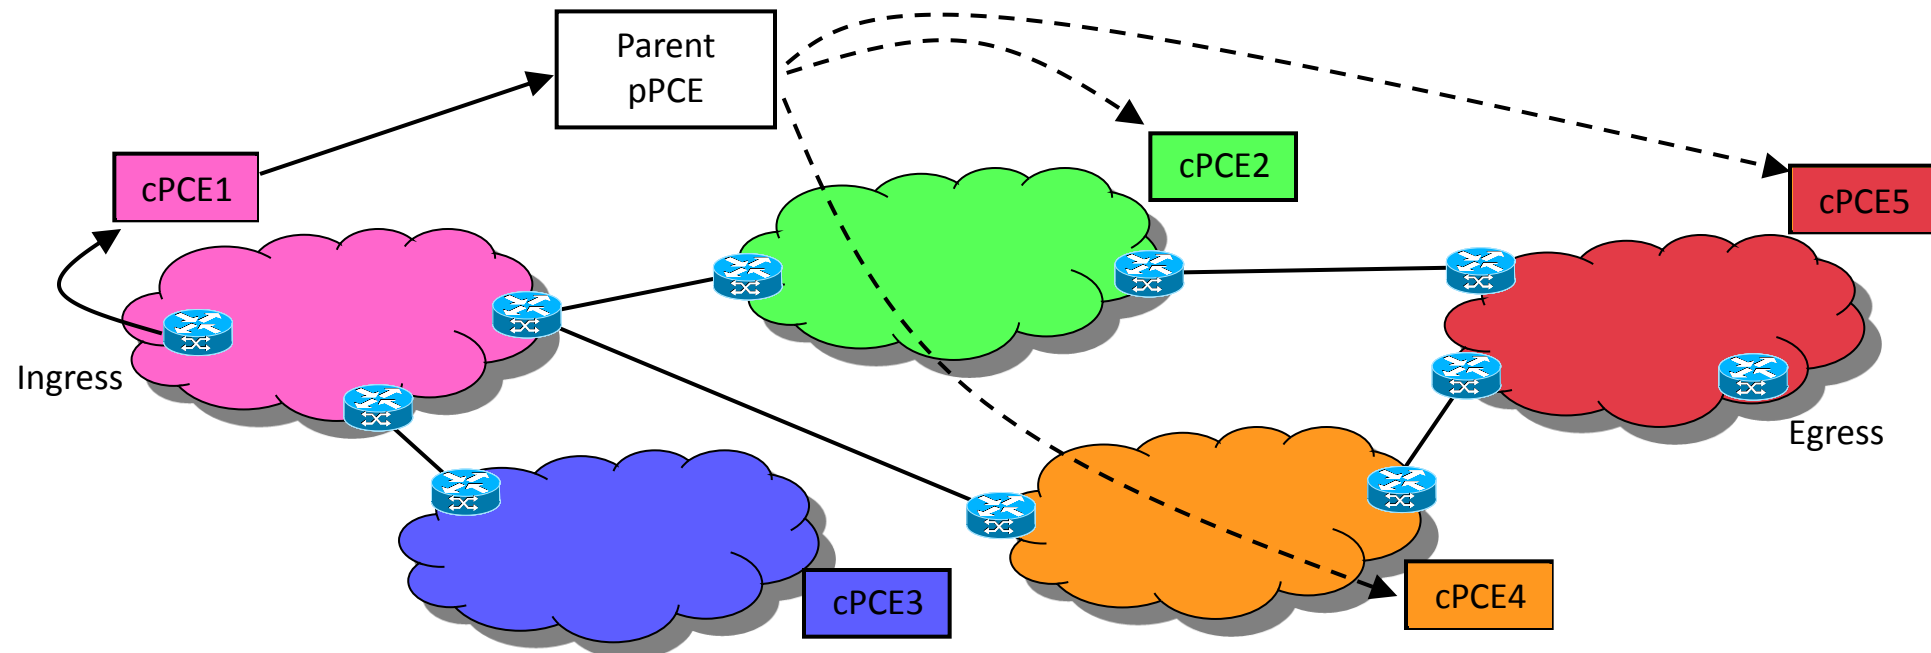 Parent
pPCE
cPCE2
cPCE1
cPCE5
Ingress
Egress
cPCE3
cPCE4